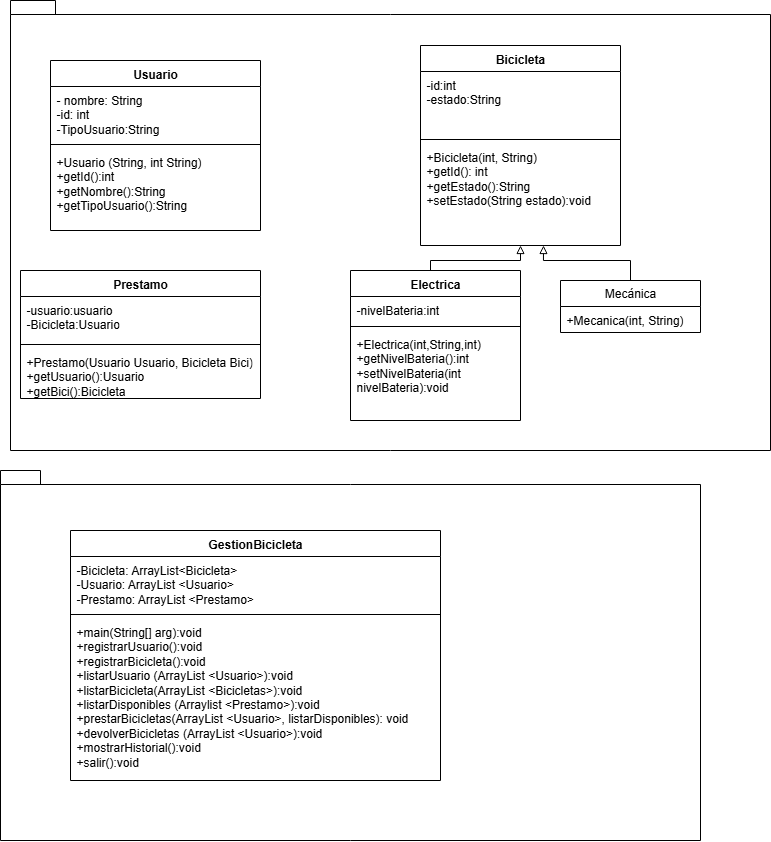 Usuario
- nombre: String
-id: int
-TipoUsuario:String
+Usuario (String, int String)
+getId():int
+getNombre():String
+getTipoUsuario():String
Bicicleta
-id:int
-estado:String
+Bicicleta(int, String)
+getId(): int
+getEstado():String
+setEstado(String estado):void
Prestamo
-usuario:usuario
-Bicicleta:Usuario
+Prestamo(Usuario Usuario, Bicicleta Bici)
+getUsuario():Usuario
+getBici():Bicicleta
Electrica
-nivelBateria:int
+Electrica(int,String,int)
+getNivelBateria():int
+setNivelBateria(int
nivelBateria):void
Mecánica
+Mecanica(int, String)
GestionBicicleta
-Bicicleta: ArrayList<Bicicleta>
-Usuario: ArrayList <Usuario>
-Prestamo: ArrayList <Prestamo>
+main(String[] arg):void
+registrarUsuario():void
+registrarBicicleta():void
+listarUsuario (ArrayList <Usuario>):void
+listarBicicleta(ArrayList <Bicicletas>):void
+listarDisponibles (Arraylist <Prestamo>):void
+prestarBicicletas(ArrayList <Usuario>, listarDisponibles): void
+devolverBicicletas (ArrayList <Usuario>):void
+mostrarHistorial():void
+salir():void